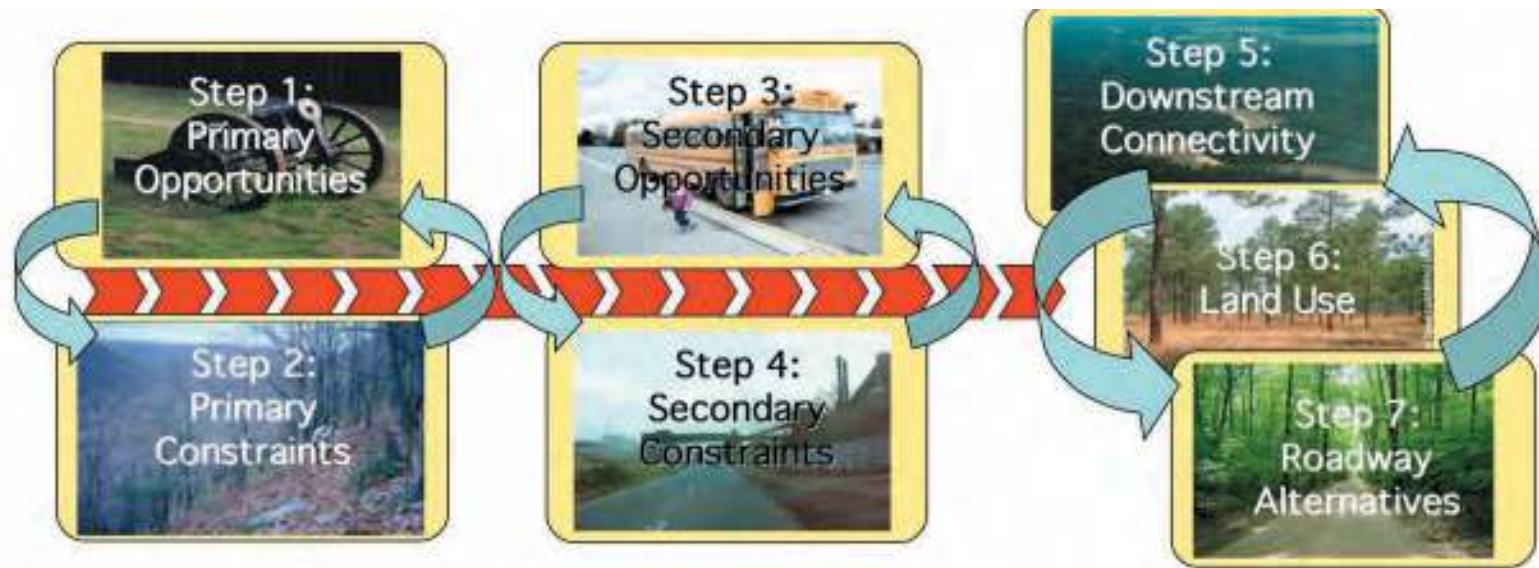 Step 1:
Primary
Opportunities
Step 2:
Primary
Constraints
Step 3:
Secondary
Opportunities
Step 4:
Secondary
Constraints
Step 5:
Downstream
Connectivity
Step 6:
Land Use
Step 7:
Roadway
Alternatives